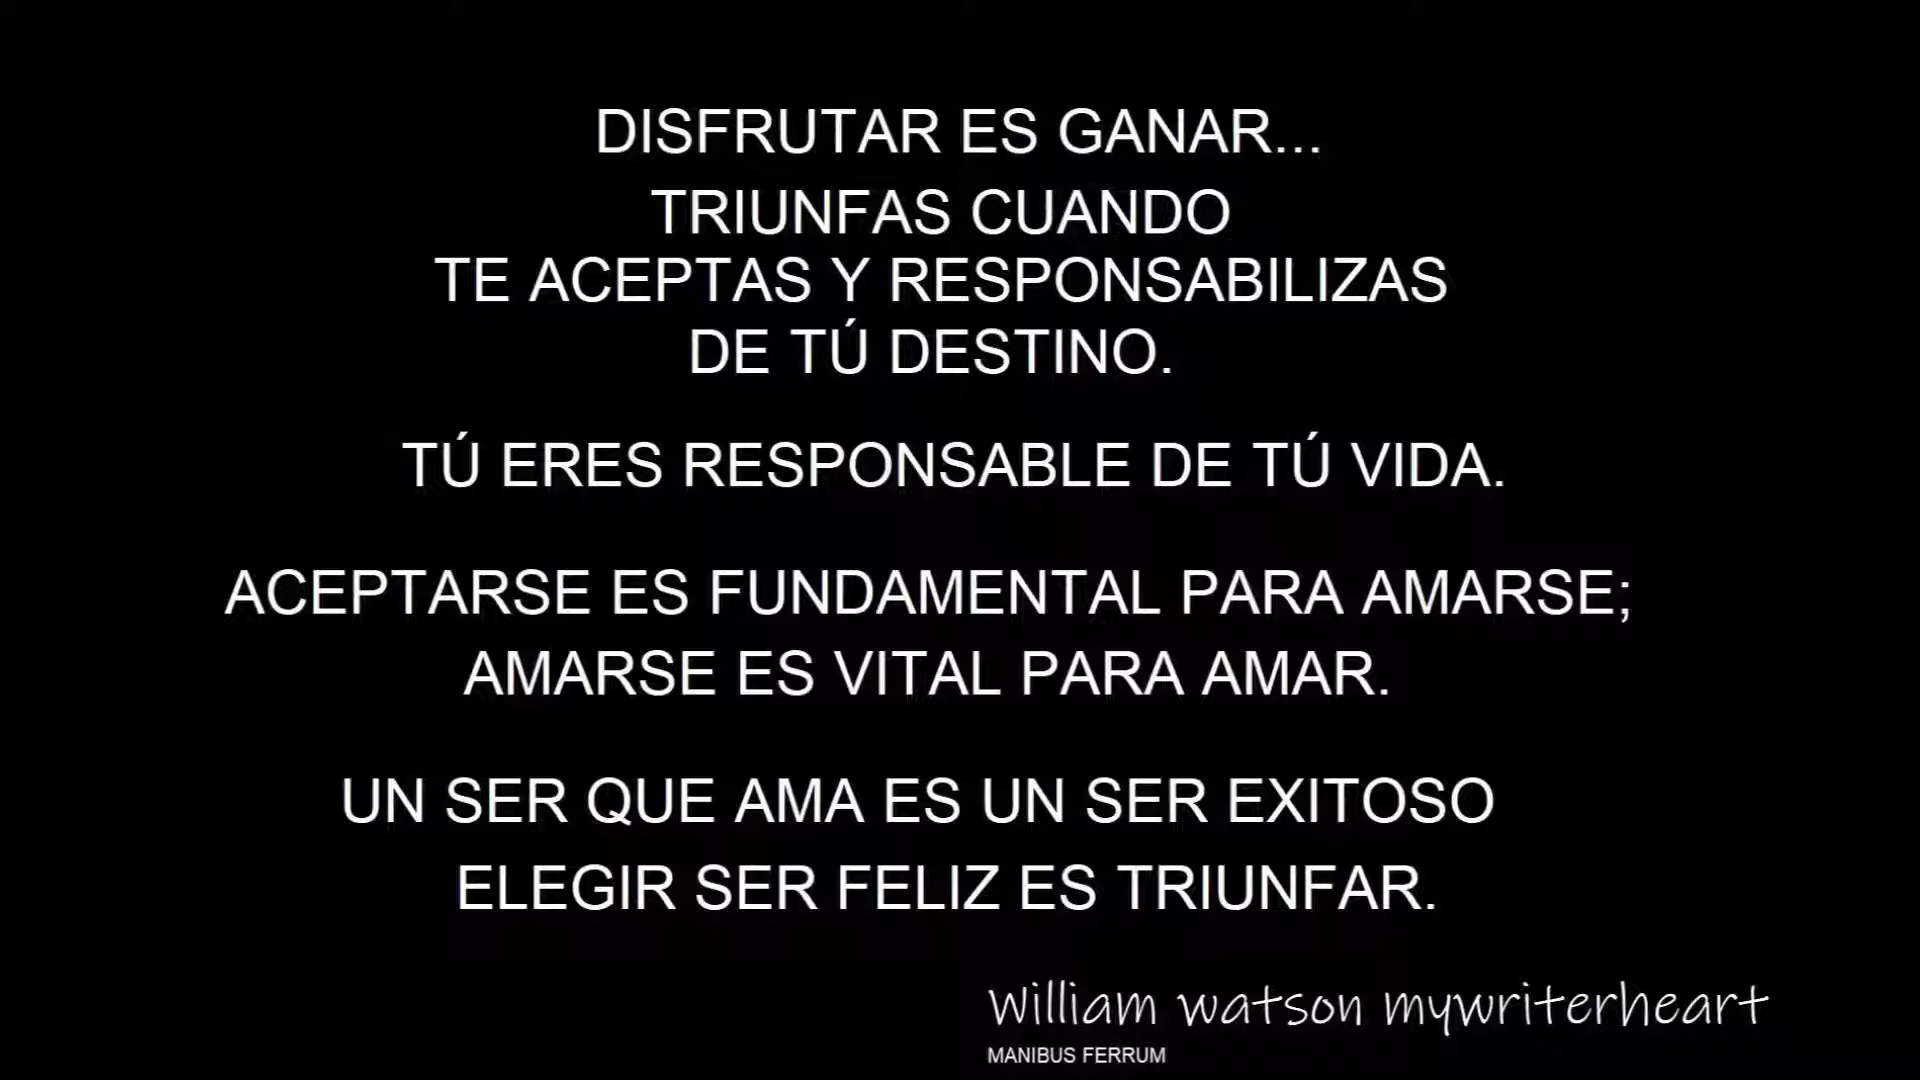 DISFRUTAR ES GANAR...
TRIUNFAS CUANDO
TE ACEPTAS Y RESPONSABILIZAS
DE TÚ DESTINO.
TÚ ERES RESPONSABLE DE TÚ VIDA.
ACEPTARSE ES FUNDAMENTAL PARA AMARSE;
AMARSE ES VITAL PARA AMAR.
UN SER QUE AMA ES UN SER EXITOSO
ELEGIR SER FELIZ ES TRIUNFAR.
William watson mywriterheart
MANIBUS FERRUM